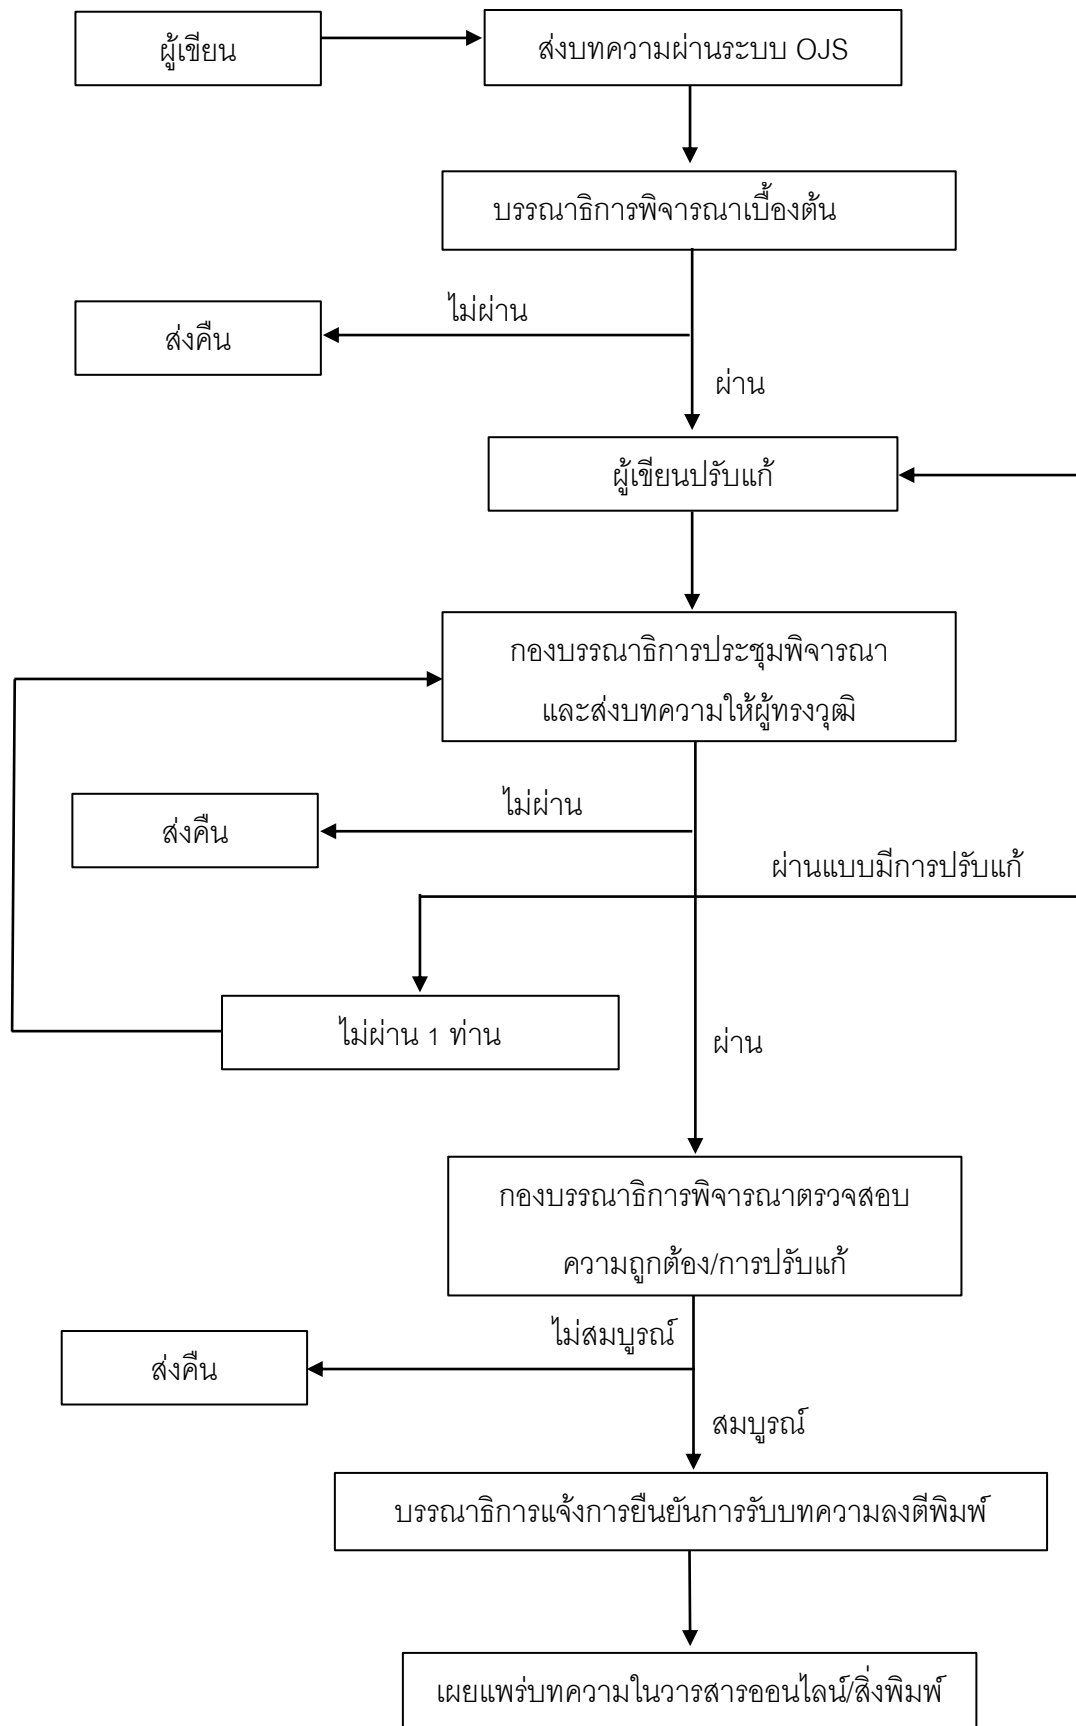 ผู้เขียน
ส่งบทความผ่านระบบ OJS
บรรณาธิการพิจารณาเบื้องต้น
ไม่ผ่าน
ส่งคืน
ผ่าน
ผู้เขียนปรับแก้
กองบรรณาธิการประชุมพิจารณา
และส่งบทความให้ผู้ทรงวุฒิ
ไม่ผ่าน
ส่งคืน
ผ่านแบบมีการปรับแก้
ไม่ผ่าน 1 ท่าน
ผ่าน
กองบรรณาธิการพิจารณาตรวจสอบ
ความถูกต้อง/การปรับแก้
ไม่สมบูรณ์
ส่งคืน
สมบูรณ์
บรรณาธิการแจ้งการยืนยันการรับบทความลงตีพิมพ์
เผยแพร่บทความในวารสารออนไลน์/สิ่งพิมพ์